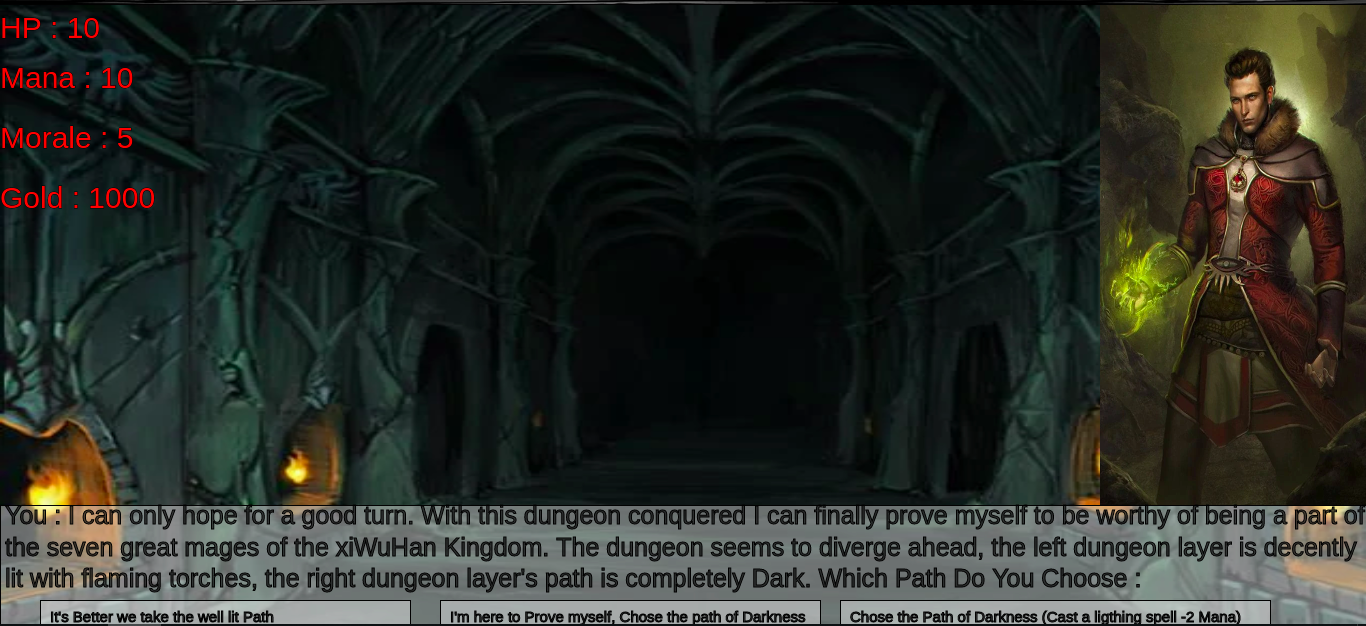 HP : 10
Mana : 10
Morale : 5
Gold : 1000
You : I can only hope for a good turn. With this dungeon conquered I can finally prove myself to be worthy of being a part of
the seven great mages of the xiWuHan Kingdom. The dungeon seems to diverge ahead, the left dungeon layer is decently
lit with flaming torches, the right dungeon layer's path is completely Dark. Which Path Do You Choose :
It's Better we take the well lit Path
I'm here to Prove myself, Chose the path of Darkness
Chose the Path of Darkness (Cast a ligthing spell -2 Mana)